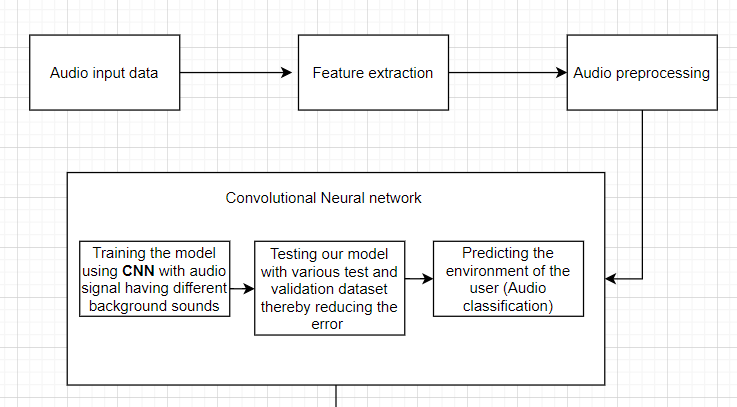 Audio input data
Feature extraction
Audio preprocessing
Convolutional Neural network
Training the model
using CNN with audio
signal having different
background sounds
Testing our model
with various test and
validation dataset
thereby reducing the
error
Predicting the
environment of the
user (Audio
classification)